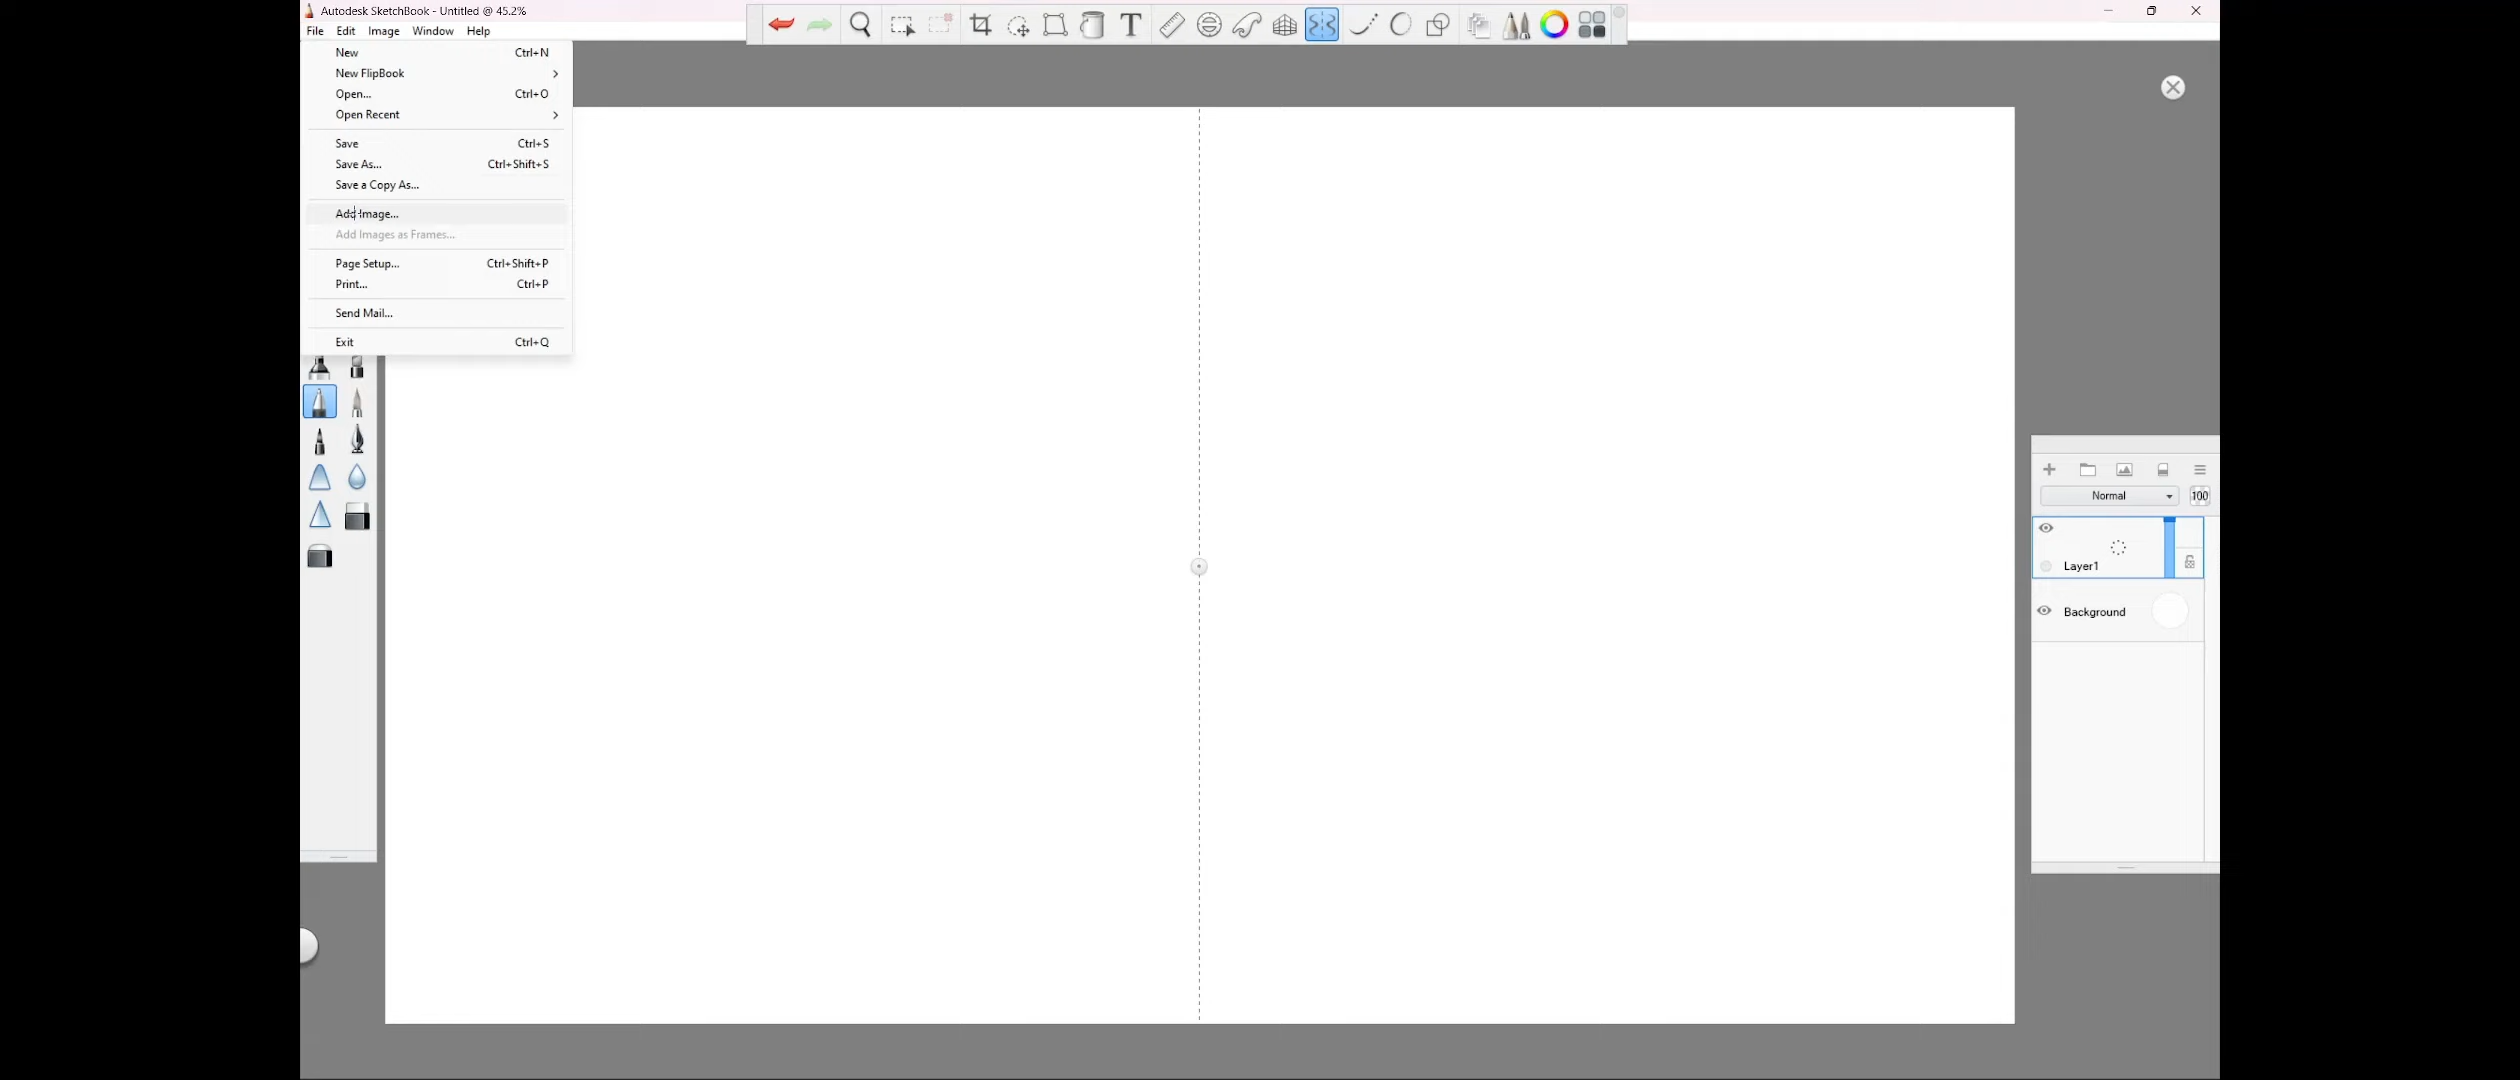 Autodesk SketchBook - Untitled @ 45.2%
File Edit Image Window Help
New Ctrl+N
New FlipBook
Open... Ctrl+O
Open Recent
Save Ctrl+S
Save As... Ctrl+Shift+S
Save a Copy As...
Add Image...
Add Images as Frames...
Page Setup... Ctrl+Shift+P
Print... Ctrl+P
Send Mail...
Exit Ctrl+Q
Normal 100
Layer1
Background